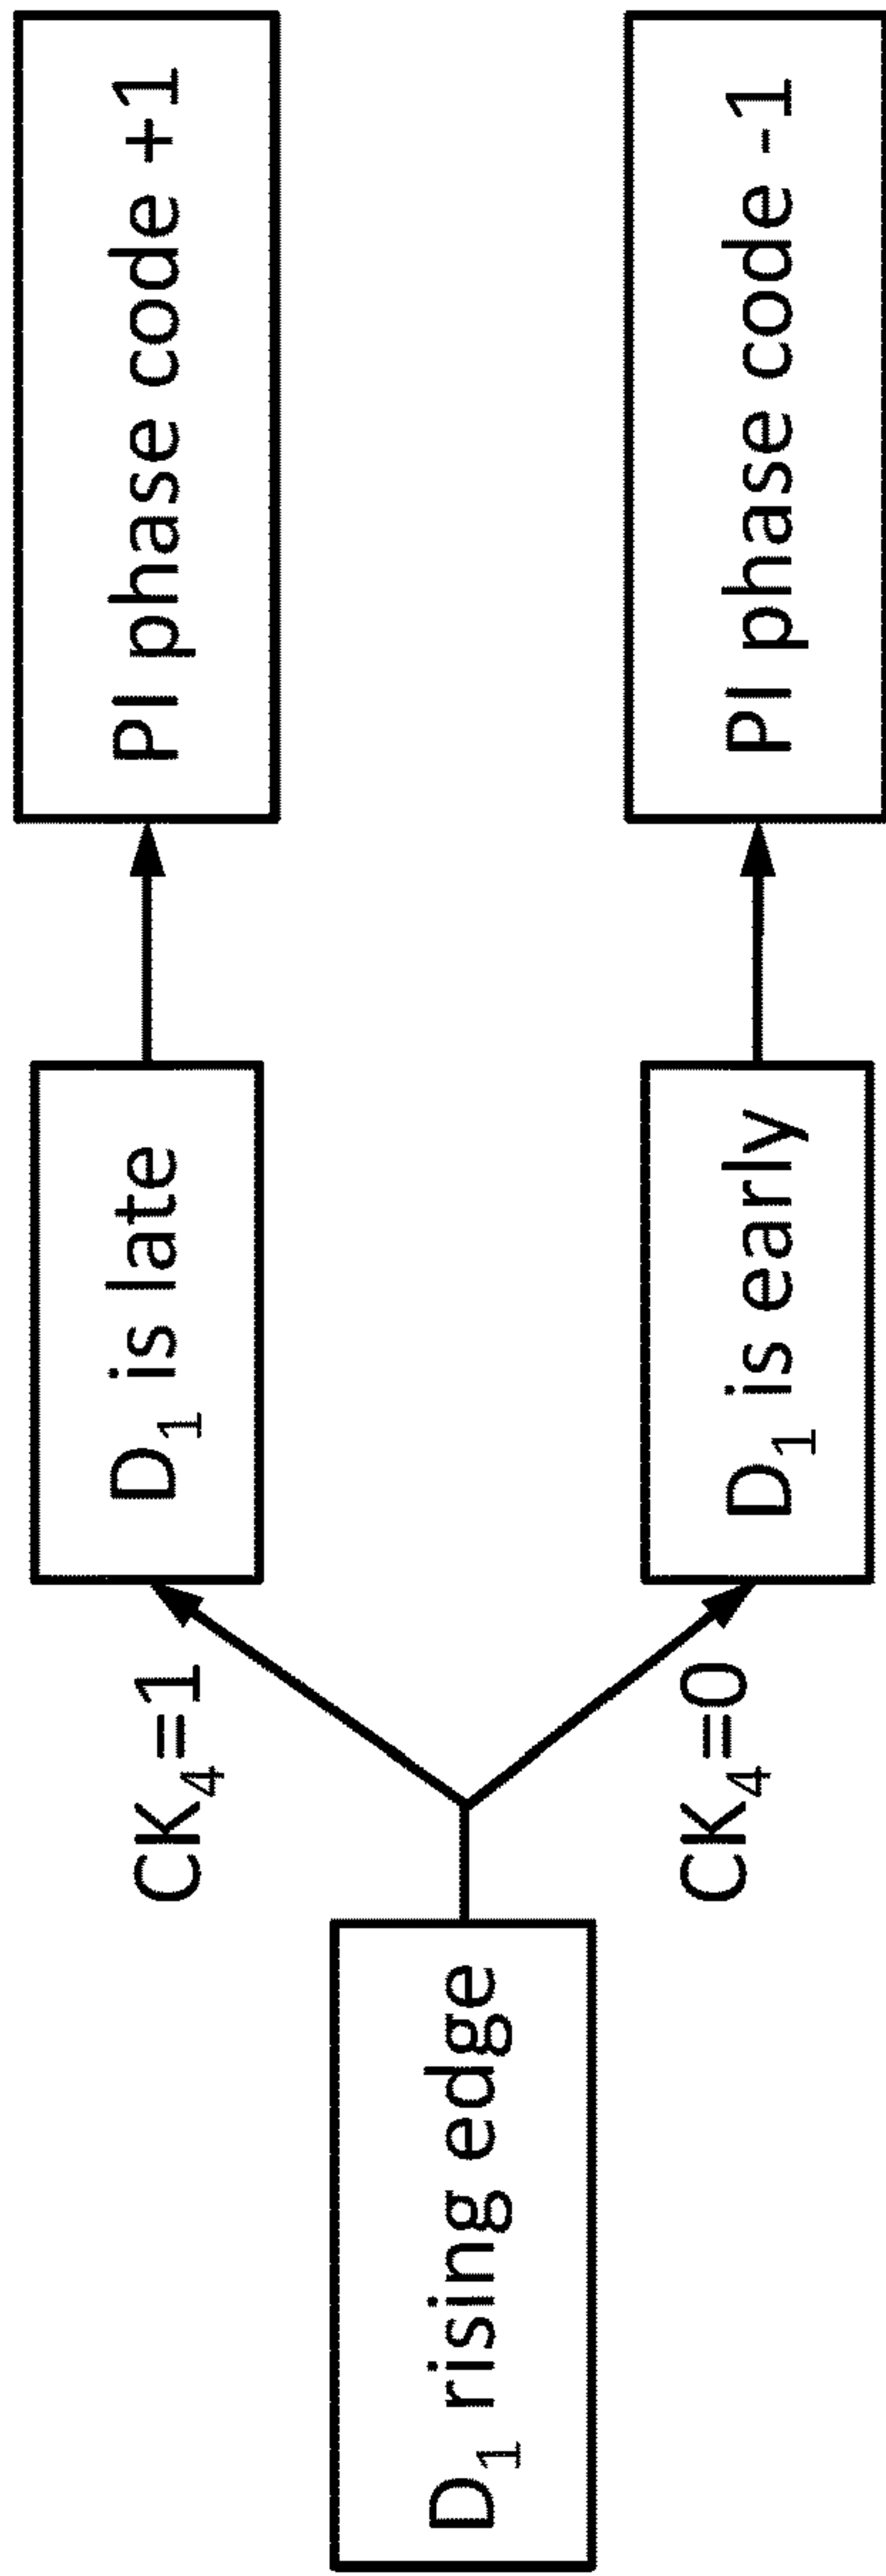 D₁ rising edge
CK₄=1
D₁ is late
PI phase code +1
CK₄=0
D₁ is early
PI phase code -1